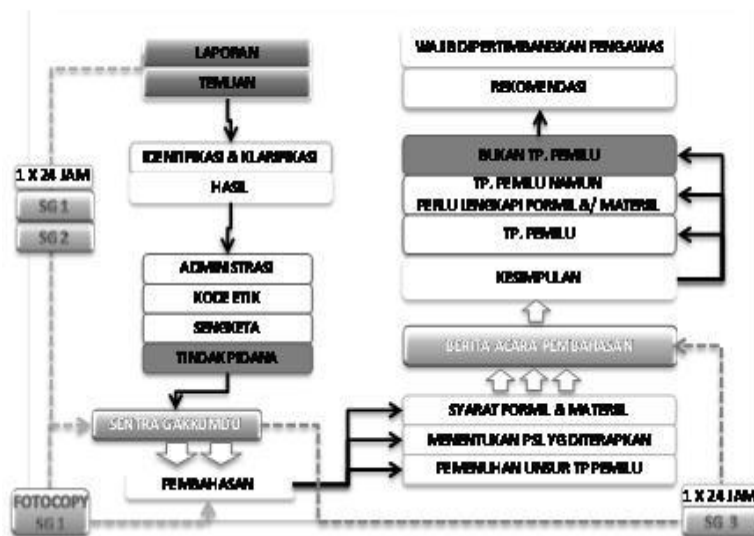 LAPORAN
TEMUAN
IDENTIFIKASI & KLARIFIKASI
HASIL
1 X 24 JAM
SG 1
SG 2
ADMINISTRASI
KODE ETIK
SENGKETA
TINDAK PIDANA
SENTRA GAKKUMDU
PEMBAHASAN
FOTOCOPY
SG 1
WAJIB DIPERTIMBANGKAN PENGAWAS
REKOMENDASI
BUKAN TP. PEMILU
TP. PEMILU NAMUN
PERLU LENGKAPI FORMIL &/ MATERIIL
TP. PEMILU
KESIMPULAN
BERITA ACARA PEMBAHASAN
SYARAT FORMIL & MATERIIL
MENENTUKAN PSL YG DITERAPKAN
PEMENUHAN UNSUR TP PEMILU
1 X 24 JAM
SG 3